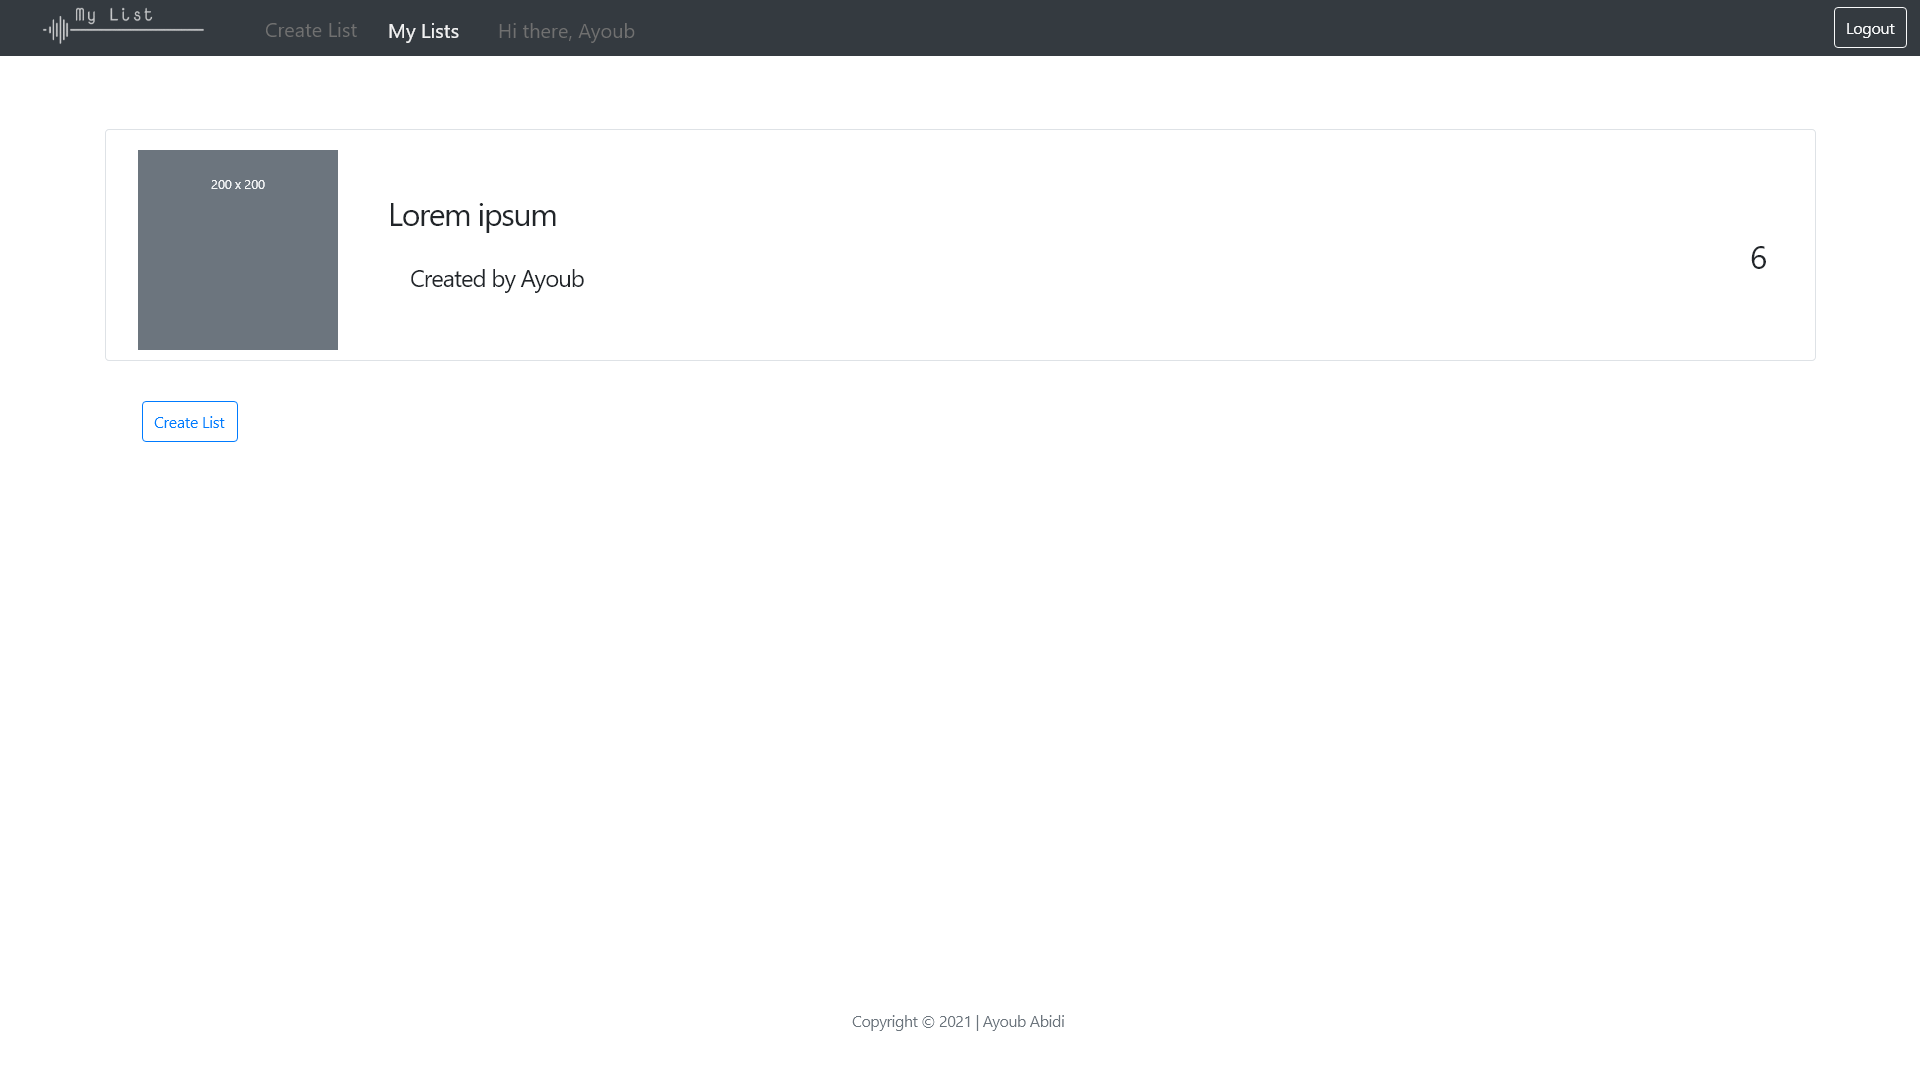 My List
Create List
My Lists
Hi there, Ayoub
Logout
200 x 200
Lorem ipsum
Created by Ayoub
6
Create List
Copyright © 2021 | Ayoub Abidi